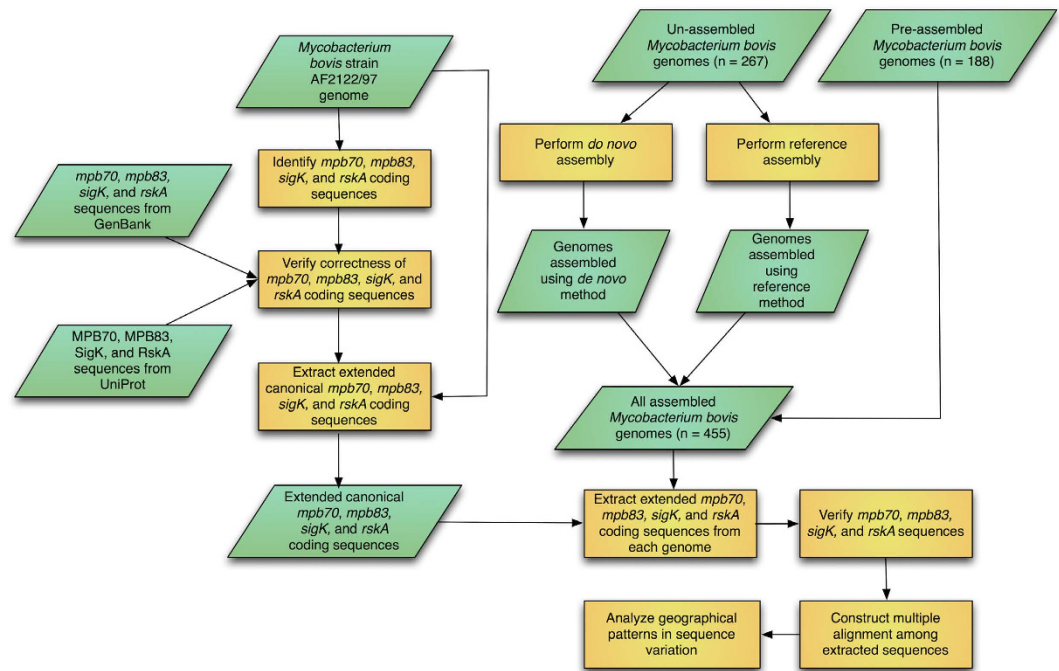 Mycobacterium
bovis strain
AF2122/97
genome
Un-assembled
Mycobacterium bovis
genomes (n = 267)
Pre-assembled
Mycobacterium bovis
genomes (n = 188)
Perform do novo
assembly
Perform reference
assembly
Identify mpb70, mpb83,
sigK, and rskA coding
sequences
mpb70, mpb83,
sigK, and rskA
sequences from
GenBank
Verify correctness of
mpb70, mpb83, sigK, and
rskA coding sequences
Genomes
assembled
using de novo
method
Genomes
assembled
using
reference
method
MPB70, MPB83,
SigK, and RskA
sequences from
UniProt
Extract extended
canonical mpb70, mpb83,
sigK, and rskA coding
sequences
All assembled
Mycobacterium bovis
genomes (n = 455)
Extended canonical
mpb70, mpb83,
sigK, and rskA
coding sequences
Extract extended mpb70,
mpb83, sigK, and rskA
coding sequences from
each genome
Verify mpb70, mpb83,
sigK, and rskA sequences
Analyze geographical
patterns in sequence
variation
Construct multiple
alignment among
extracted sequences